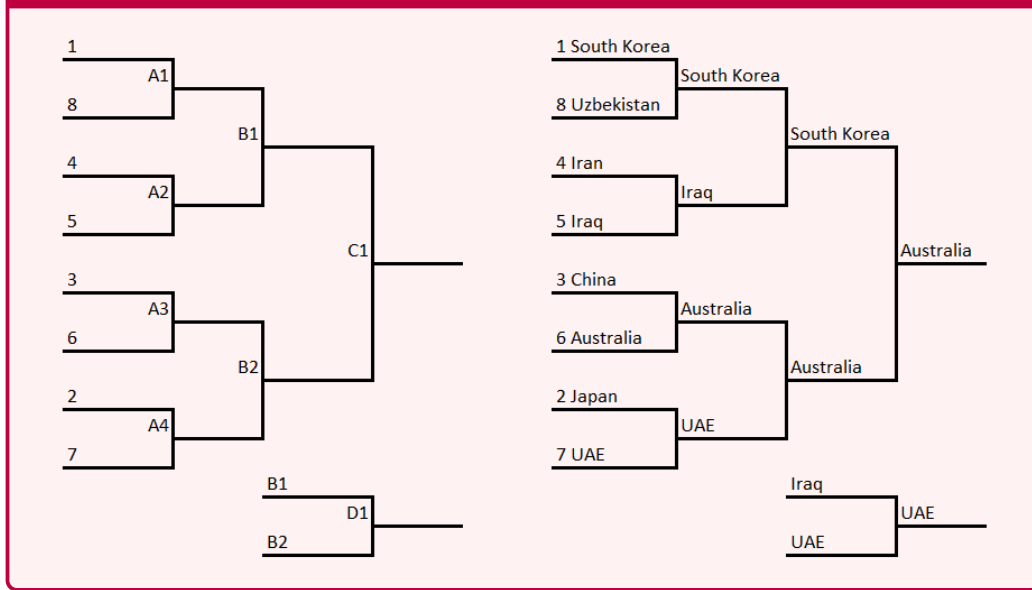 1
A1
8
B1
4
A2
5
C1
3
A3
6
B2
2
A4
7
B1
D1
B2
1 South Korea
South Korea
8 Uzbekistan
South Korea
4 Iran
Iraq
5 Iraq
Australia
3 China
Australia
6 Australia
Australia
2 Japan
UAE
7 UAE
Iraq
UAE
UAE